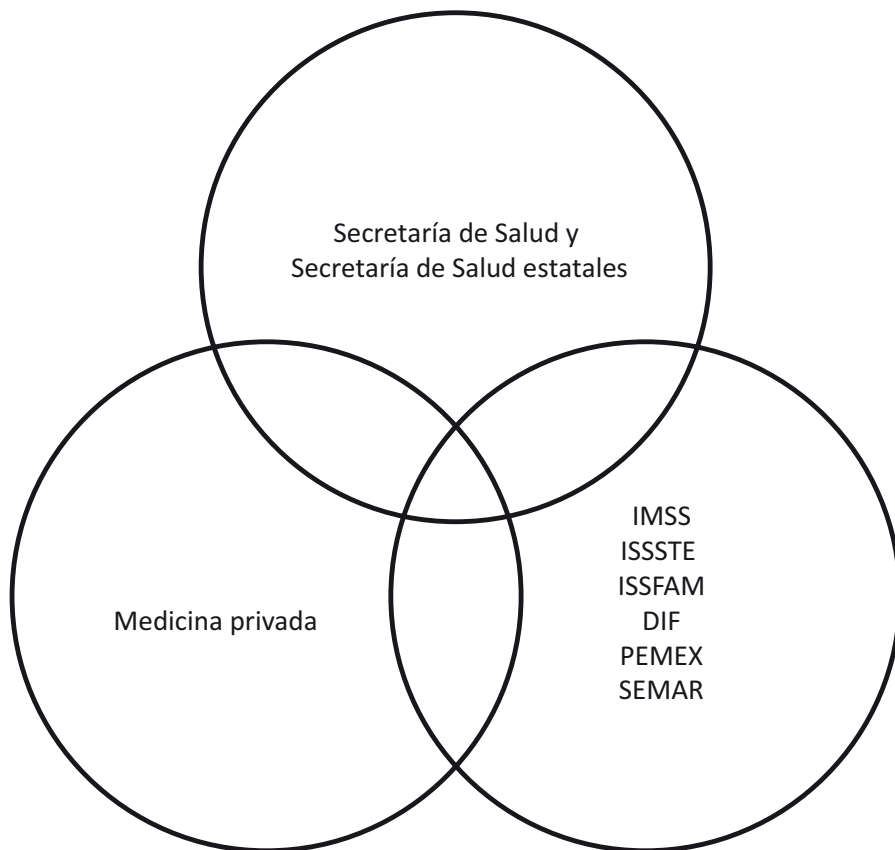 Secretaría de Salud y
Secretaría de Salud estatales
Medicina privada
IMSS
ISSSTE
ISSFAM
DIF
PEMEX
SEMAR